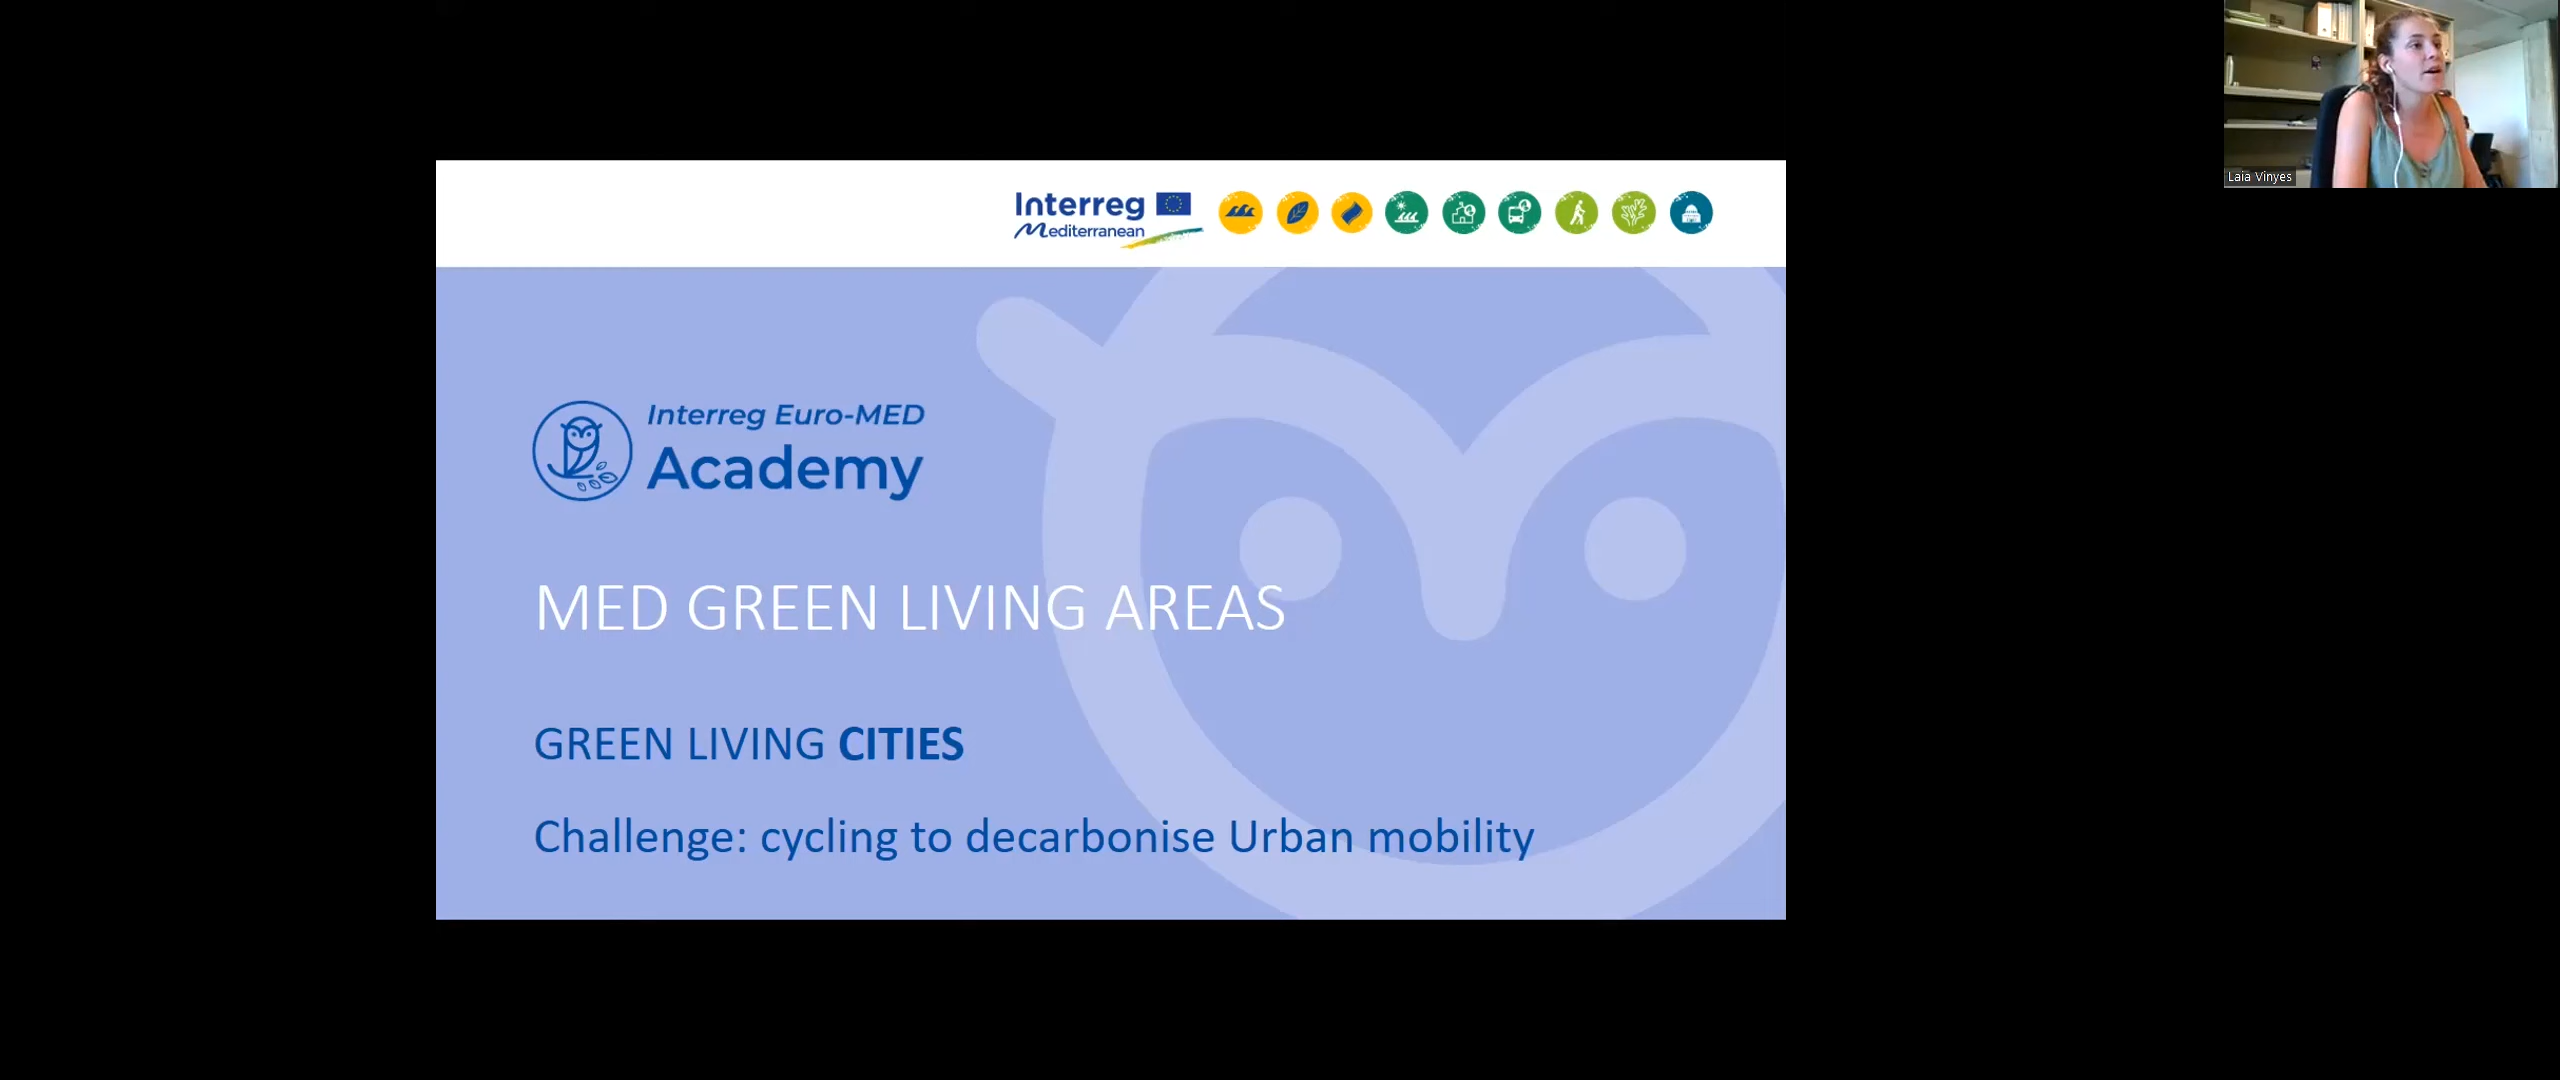 Interreg
Mediterranean
Laia Vinyes
Interreg Euro-MED
Academy
MED GREEN LIVING AREAS
GREEN LIVING CITIES
Challenge: cycling to decarbonise Urban mobility